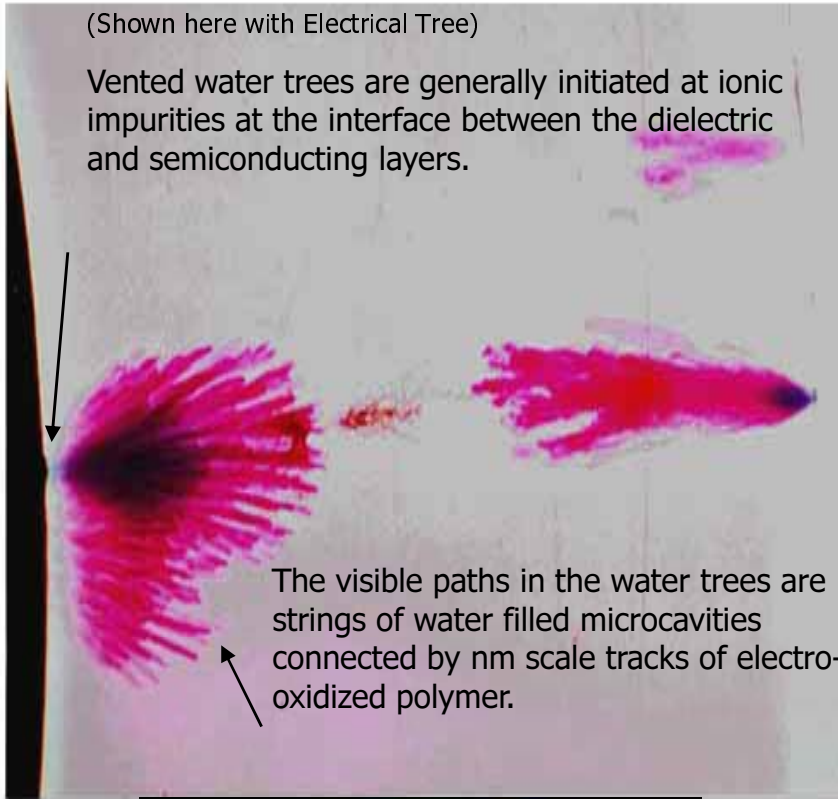 (Shown here with Electrical Tree)
Vented water trees are generally initiated at ionic
impurities at the interface between the dielectric
and semiconducting layers.
The visible paths in the water trees are
strings of water filled microcavities
connected by nm scale tracks of electro-
oxidized polymer.